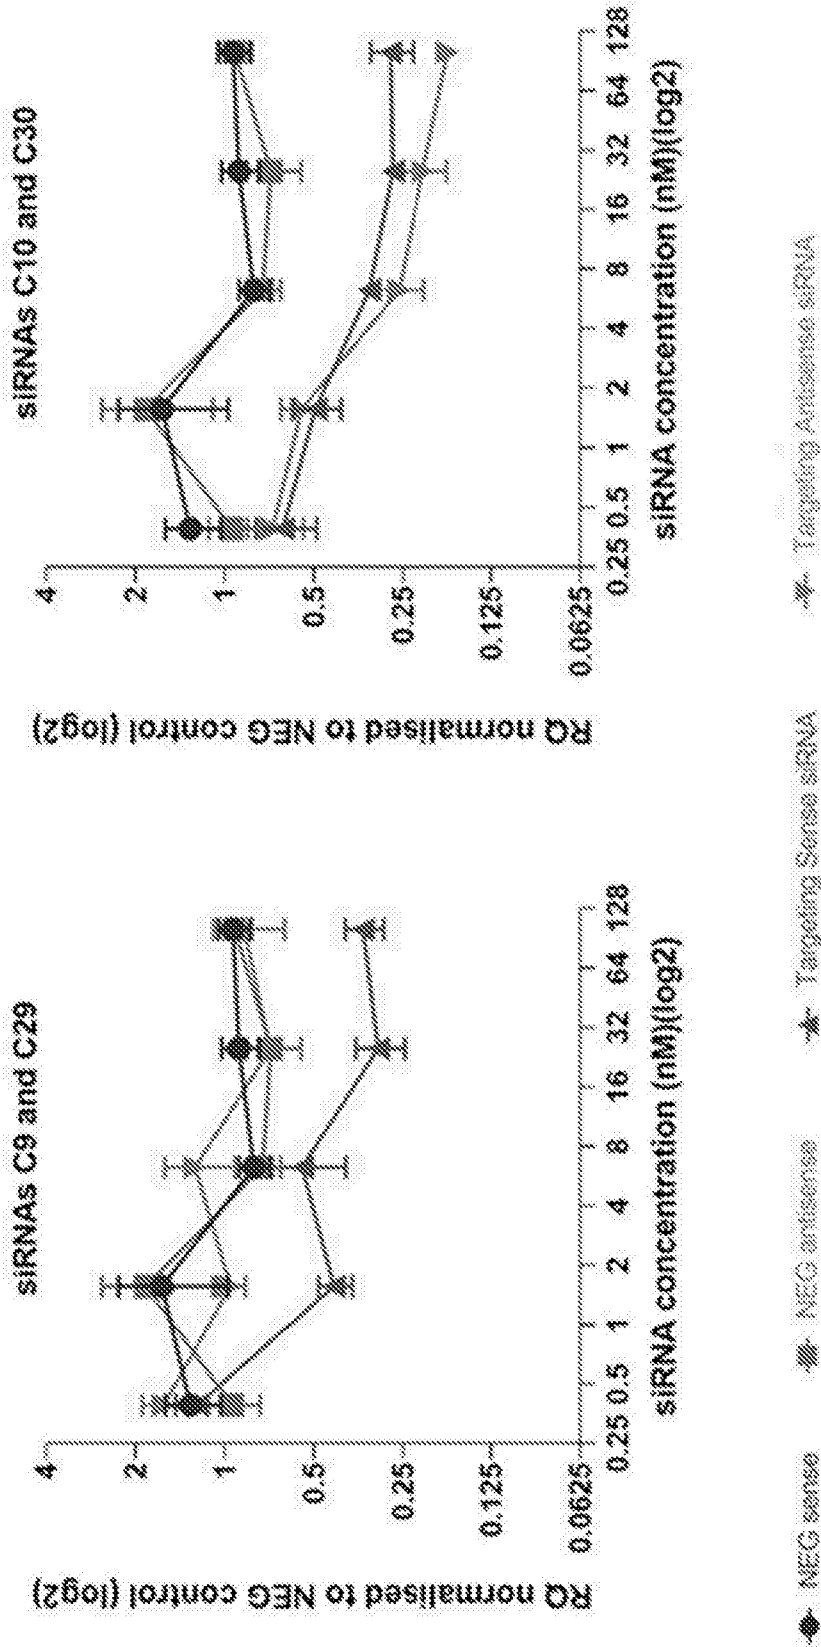 siRNAs C9 and C29
RQ normalised to NEG control (log2)
4
2
1
0.5
0.25
0.125
0.0625
0.25 0.5 1 2 4 8 16 32 64 128
siRNA concentration (nM)(log2)
siRNAs C10 and C30
RQ normalised to NEG control (log2)
4
2
1
0.5
0.25
0.125
0.0625
0.25 0.5 1 2 4 8 16 32 64 128
siRNA concentration (nM)(log2)
NEG sense NEG antisense Targeting Sense siRNA Targeting Antisense siRNA